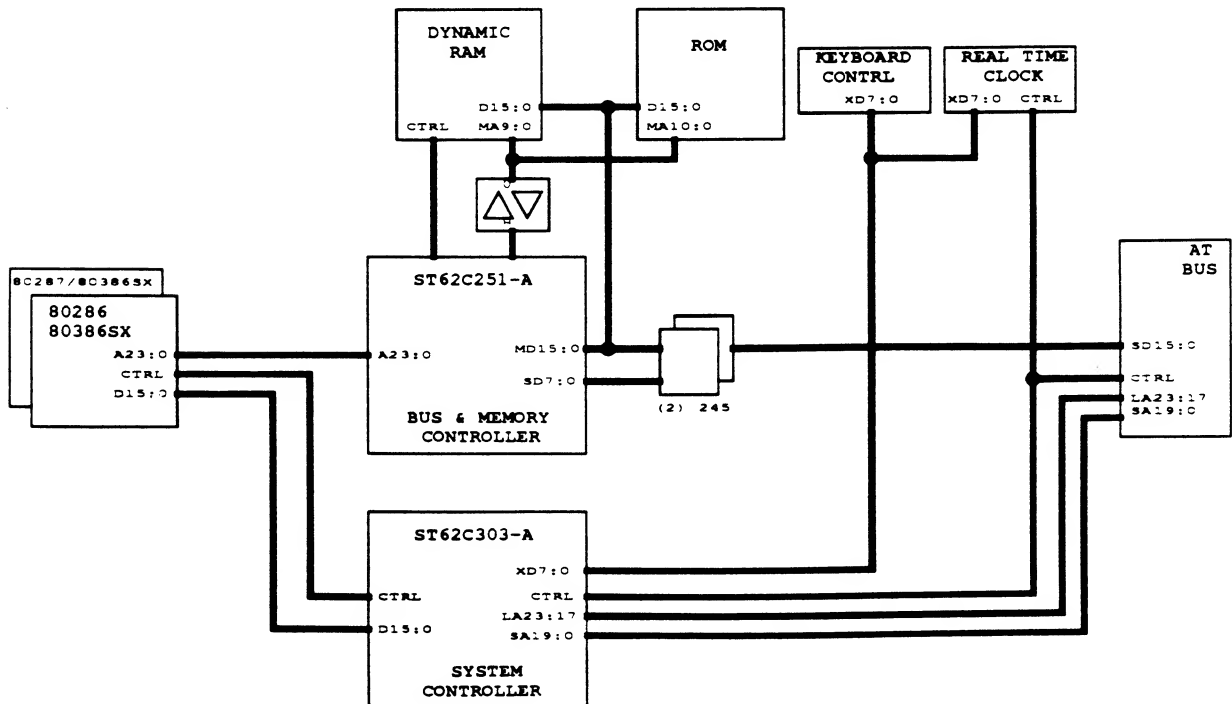 DYNAMIC
RAM
D15:0
CTRL MA9:0
ROM
D15:0
MA10:0
KEYBOARD
CONTRL
XD7:0
REAL TIME
CLOCK
XD7:0 CTRL
80287/80386SX
80286
80386SX
A23:0
CTRL
D15:0
ST62C251-A
A23:0
MD15:0
SD7:0
BUS & MEMORY
CONTROLLER
(2) 245
AT
BUS
SD15:0
CTRL
LA23:17
SA19:0
ST62C303-A
XD7:0
CTRL CTRL
LA23:17
D15:0
SA19:0
SYSTEM
CONTROLLER